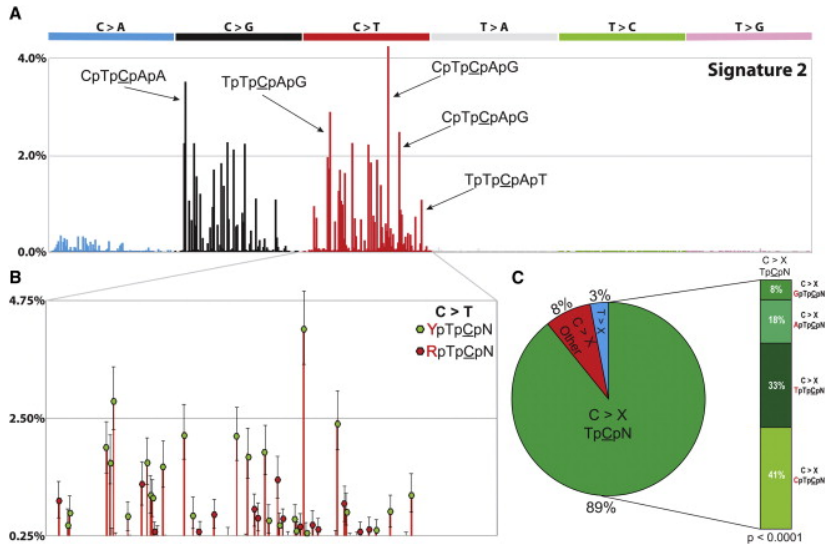 A
C > A
C > G
C > T
T > A
T > C
T > G
Signature 2
4.0%
2.0%
0.0%
CpTpCpApA
TpTpCpApG
CpTpCpApG
CpTpCpApG
TpTpCpApT
B
4.75%
2.50%
0.25%
C > T
YpTpCpN
RpTpCpN
C
8%
3%
C > X
Other
T > X
C > X
TpCpN
89%
C > X
TpCpN
8%
C > X
GpTpCpN
18%
C > X
ApTpCpN
33%
C > X
TpTpCpN
41%
C > X
CpTpCpN
p < 0.0001